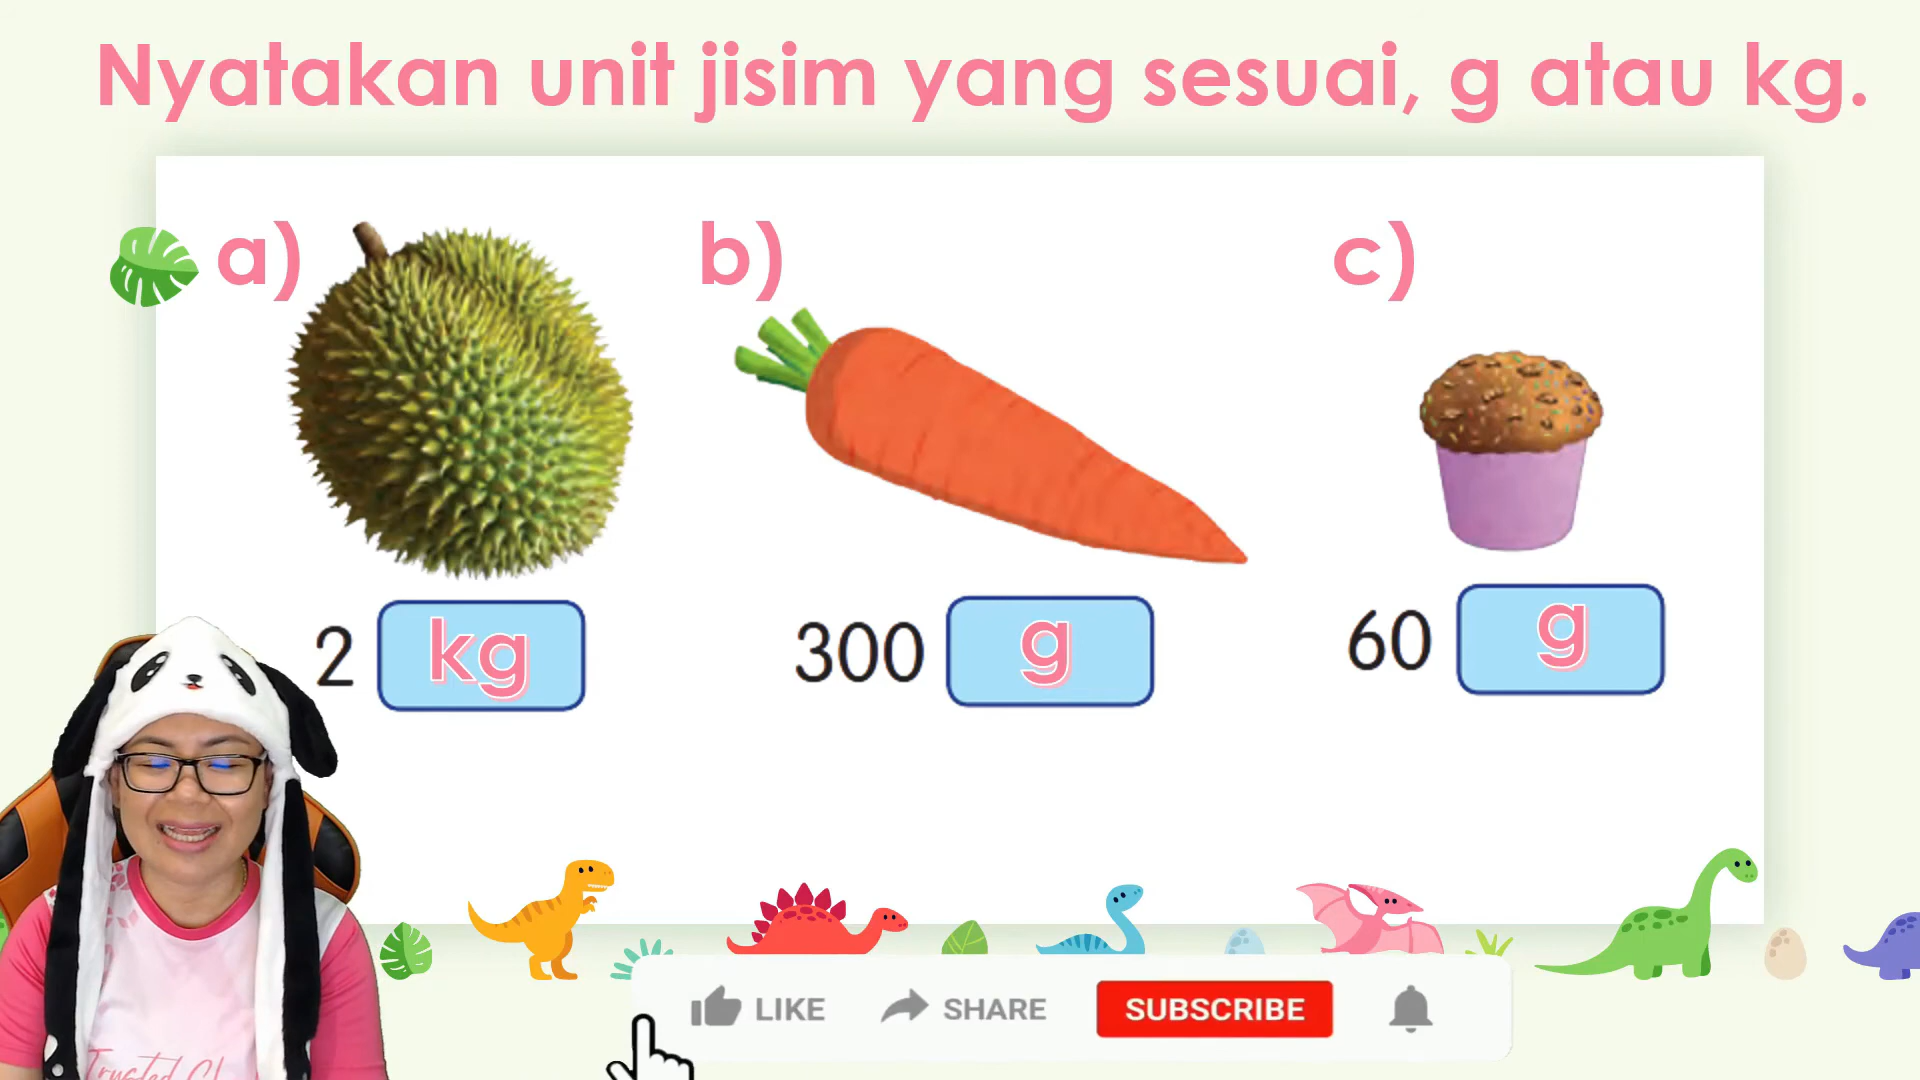 Nyatakan unit jisim yang sesuai, g atau kg.
a)
b)
c)
2 kg
300 g
60 g
LIKE SHARE SUBSCRIBE